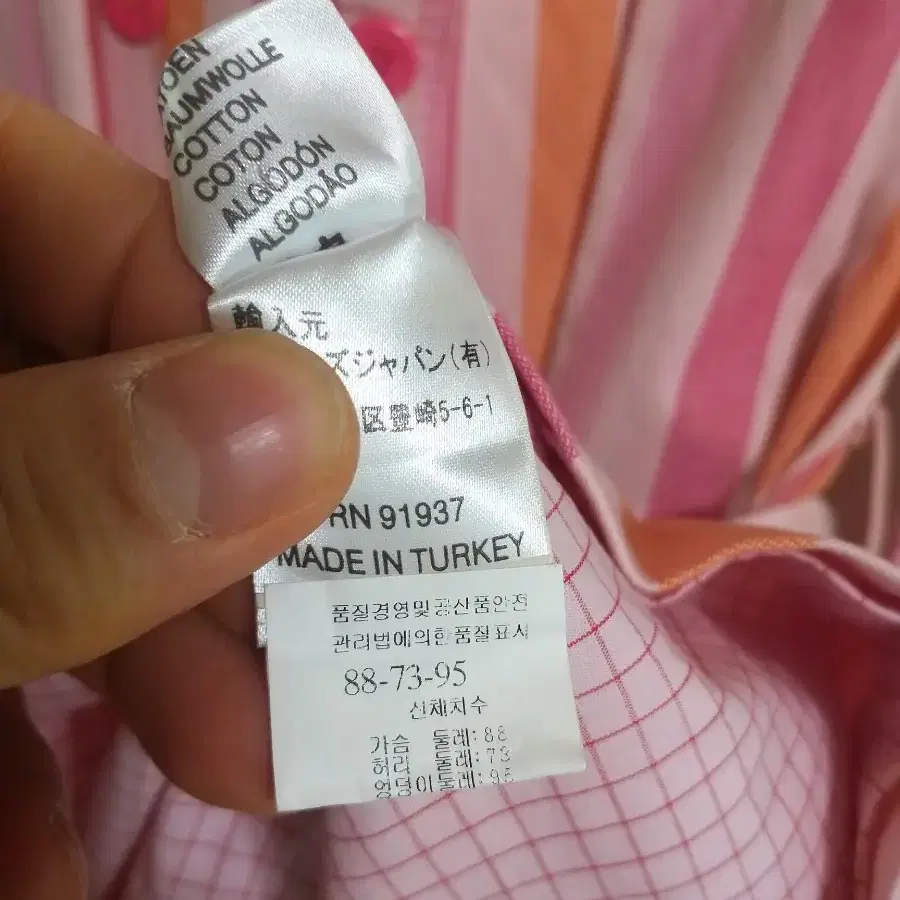 BAUMWOLLE
COTTON
COTON
ALGODÓN
ALGODÃO
輸入元
ズジャパン(有)
区豊崎5-6-1
RN 91937
MADE IN TURKEY
품질경영및공산품안전
관리법에의한품질표시
88-73-95
신체치수
가슴 둘레:88
허리 둘레:73
엉덩이둘레:95